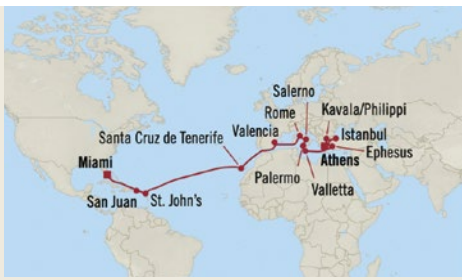 Salerno
Rome
Kavala/Philippi
Santa Cruz de Tenerife
Valencia
Istanbul
Miami
Athens
Ephesus
Palermo
Valletta
San Juan
St. John's